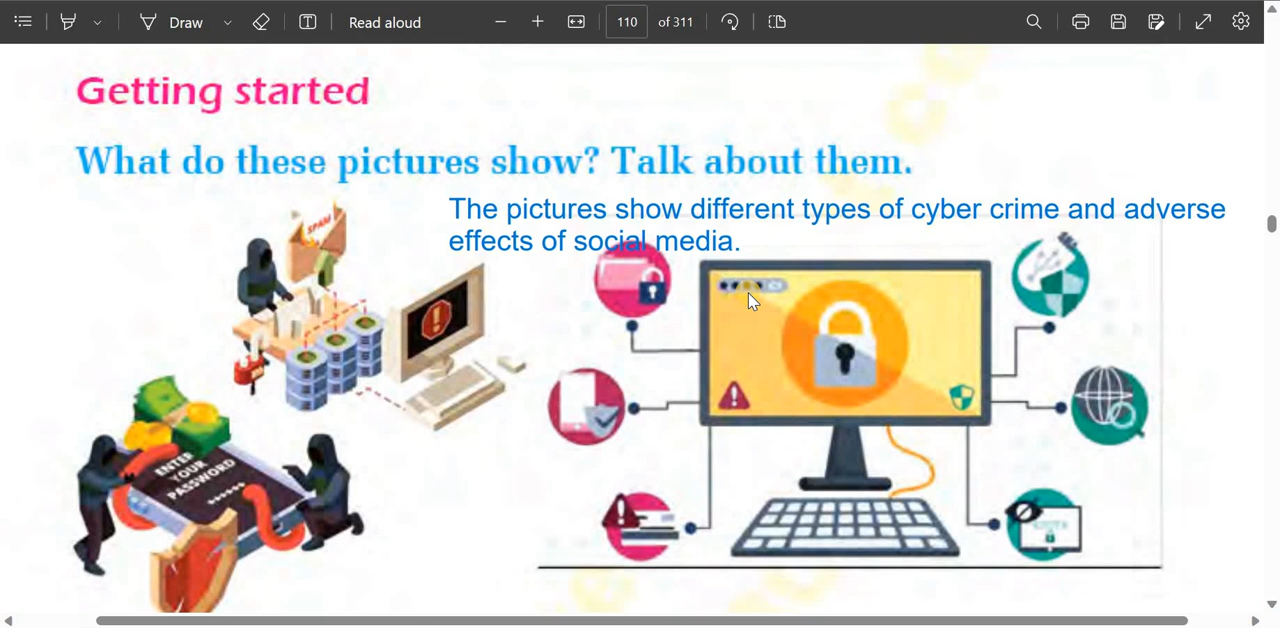 Draw
Read aloud
110 of 311
Getting started
What do these pictures show? Talk about them.
The pictures show different types of cyber crime and adverse
effects of social media.
SPAM
ENTER
YOUR
PASSWORD